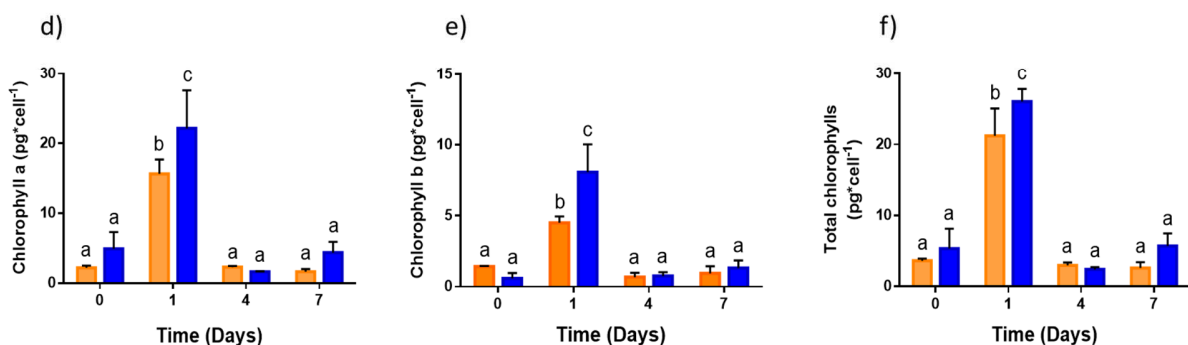 d)
Chlorophyll a (pg*cell-1)
30
20
10
0
a
a
b
c
a
a
a
a
0
1
4
7
Time (Days)
e)
Chlorophyll b (pg*cell-1)
15
10
5
0
a
a
b
c
a
a
a
a
0
1
4
7
Time (Days)
f)
Total chlorophylls
(pg*cell-1)
30
20
10
0
a
a
b
c
a
a
a
a
0
1
4
7
Time (Days)